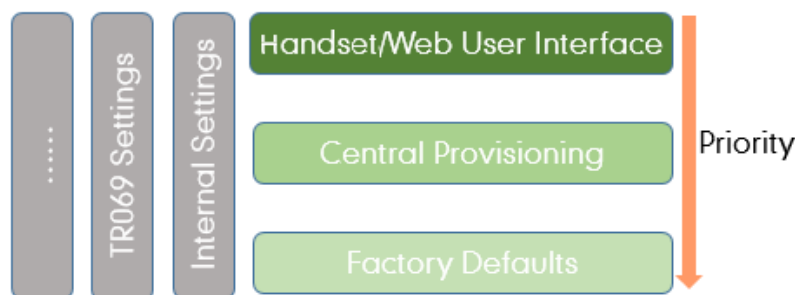 ......
TR069 Settings
Internal Settings
Handset/Web User Interface
Central Provisioning
Factory Defaults
Priority